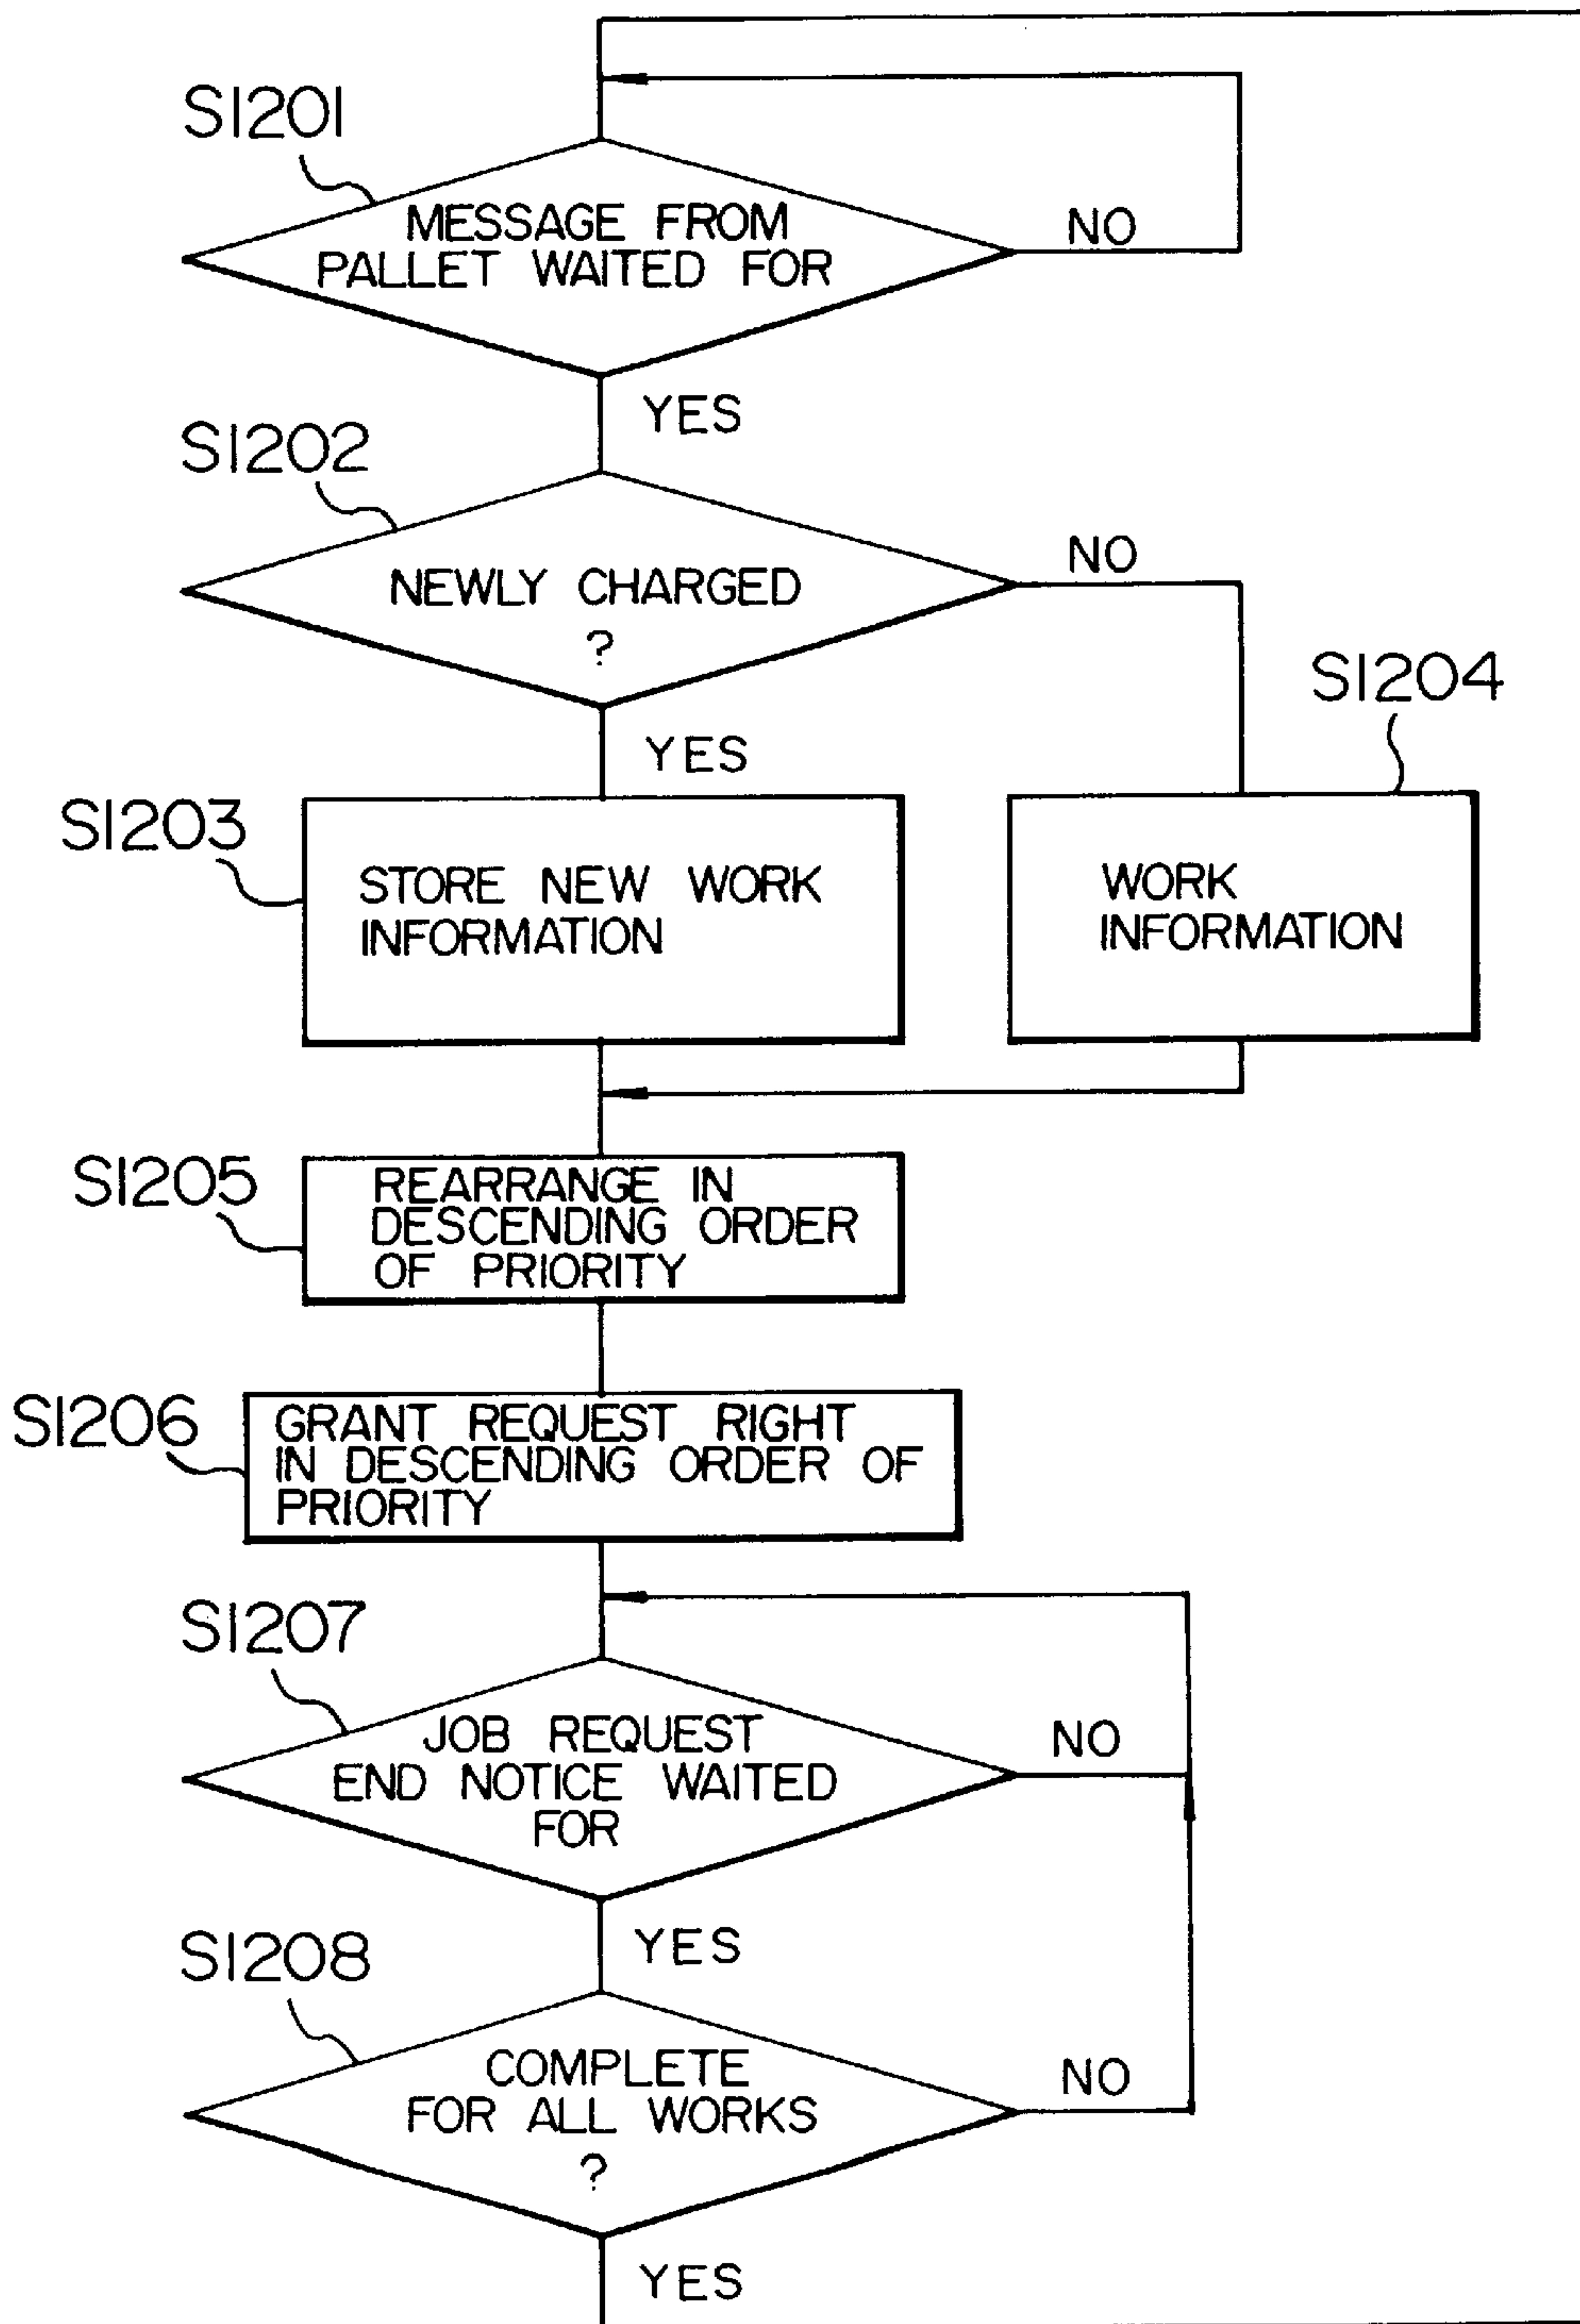 S1201
MESSAGE FROM
PALLET WAITED FOR
NO
YES
S1202
NEWLY CHARGED
?
NO
YES
S1203
STORE NEW WORK
INFORMATION
S1204
WORK
INFORMATION
S1205
REARRANGE IN
DESCENDING ORDER
OF PRIORITY
S1206
GRANT REQUEST RIGHT
IN DESCENDING ORDER OF
PRIORITY
S1207
JOB REQUEST
END NOTICE WAITED
FOR
NO
YES
S1208
COMPLETE
FOR ALL WORKS
?
NO
YES